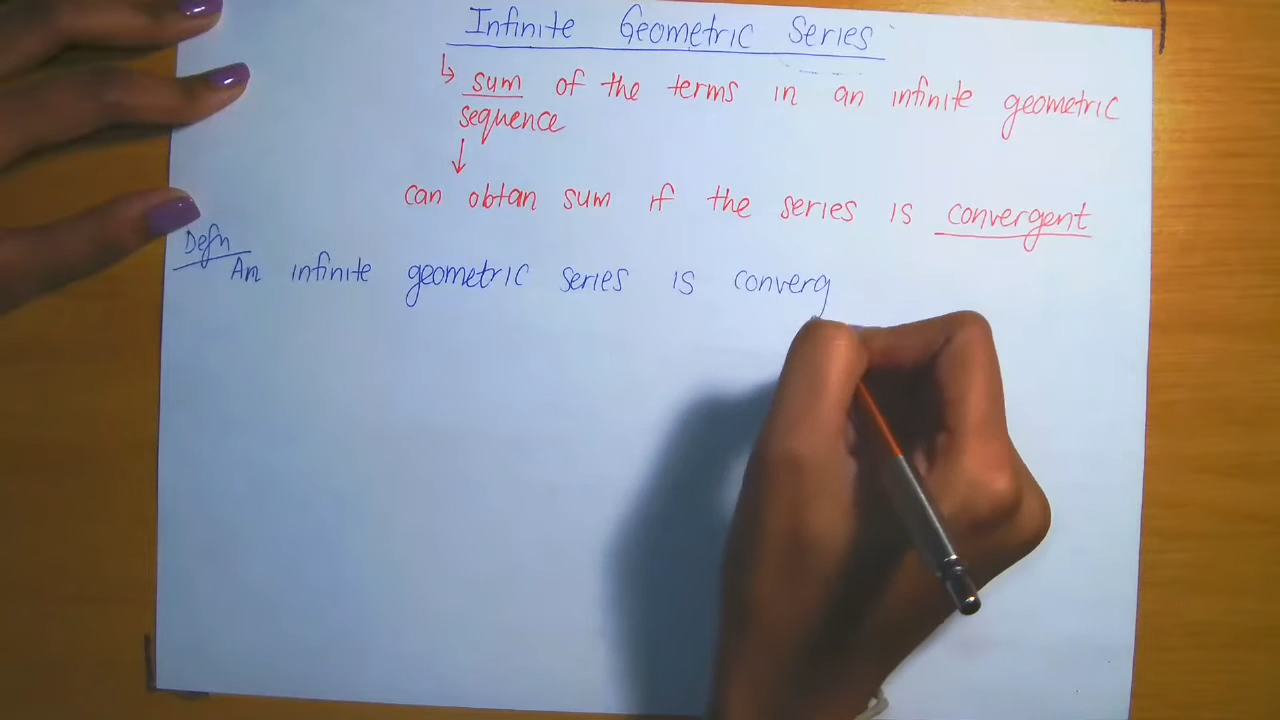 Infinite Geometric Series
↳ sum of the terms in an infinite geometric
sequence
↓
can obtan sum if the series is convergent
Defn
An infinite geometric series is converg